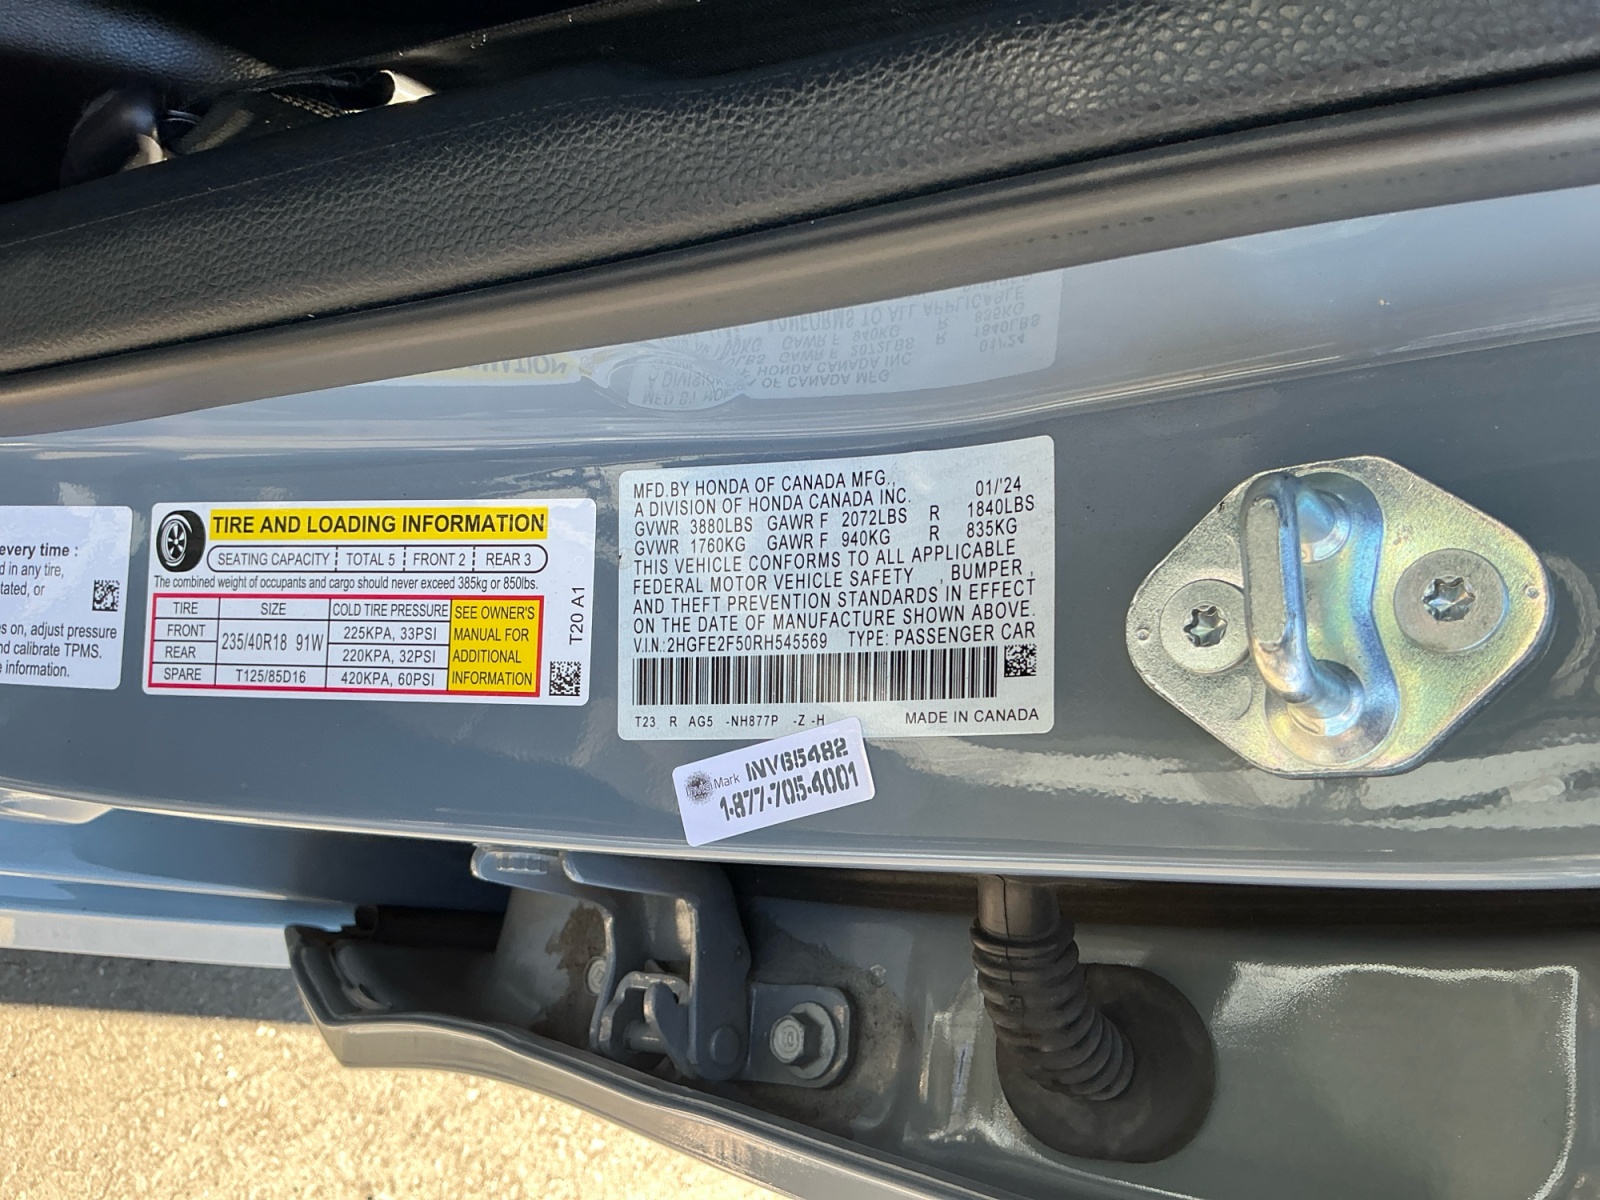 every time :
d in any tire,
tated, or
s on, adjust pressure
nd calibrate TPMS.
e information.
TIRE AND LOADING INFORMATION
SEATING CAPACITY TOTAL 5 FRONT 2 REAR 3
The combined weight of occupants and cargo should never exceed 385kg or 850lbs.
TIRE SIZE COLD TIRE PRESSURE
FRONT 235/40R18 91W 225KPA, 33PSI
REAR 220KPA, 32PSI
SPARE T125/85D16 420KPA, 60PSI
SEE OWNER'S
MANUAL FOR
ADDITIONAL
INFORMATION
T20 A1
MFD.BY HONDA OF CANADA MFG., 01/'24
A DIVISION OF HONDA CANADA INC.
GVWR 3880LBS GAWR F 2072LBS R 1840LBS
GVWR 1760KG GAWR F 940KG R 835KG
THIS VEHICLE CONFORMS TO ALL APPLICABLE
FEDERAL MOTOR VEHICLE SAFETY , BUMPER,
AND THEFT PREVENTION STANDARDS IN EFFECT
ON THE DATE OF MANUFACTURE SHOWN ABOVE.
V.I.N.:2HGFE2F50RH545569 TYPE: PASSENGER CAR
T23 R AG5 -NH877P -Z -H MADE IN CANADA
Mark INV65482
1-877-705-4001